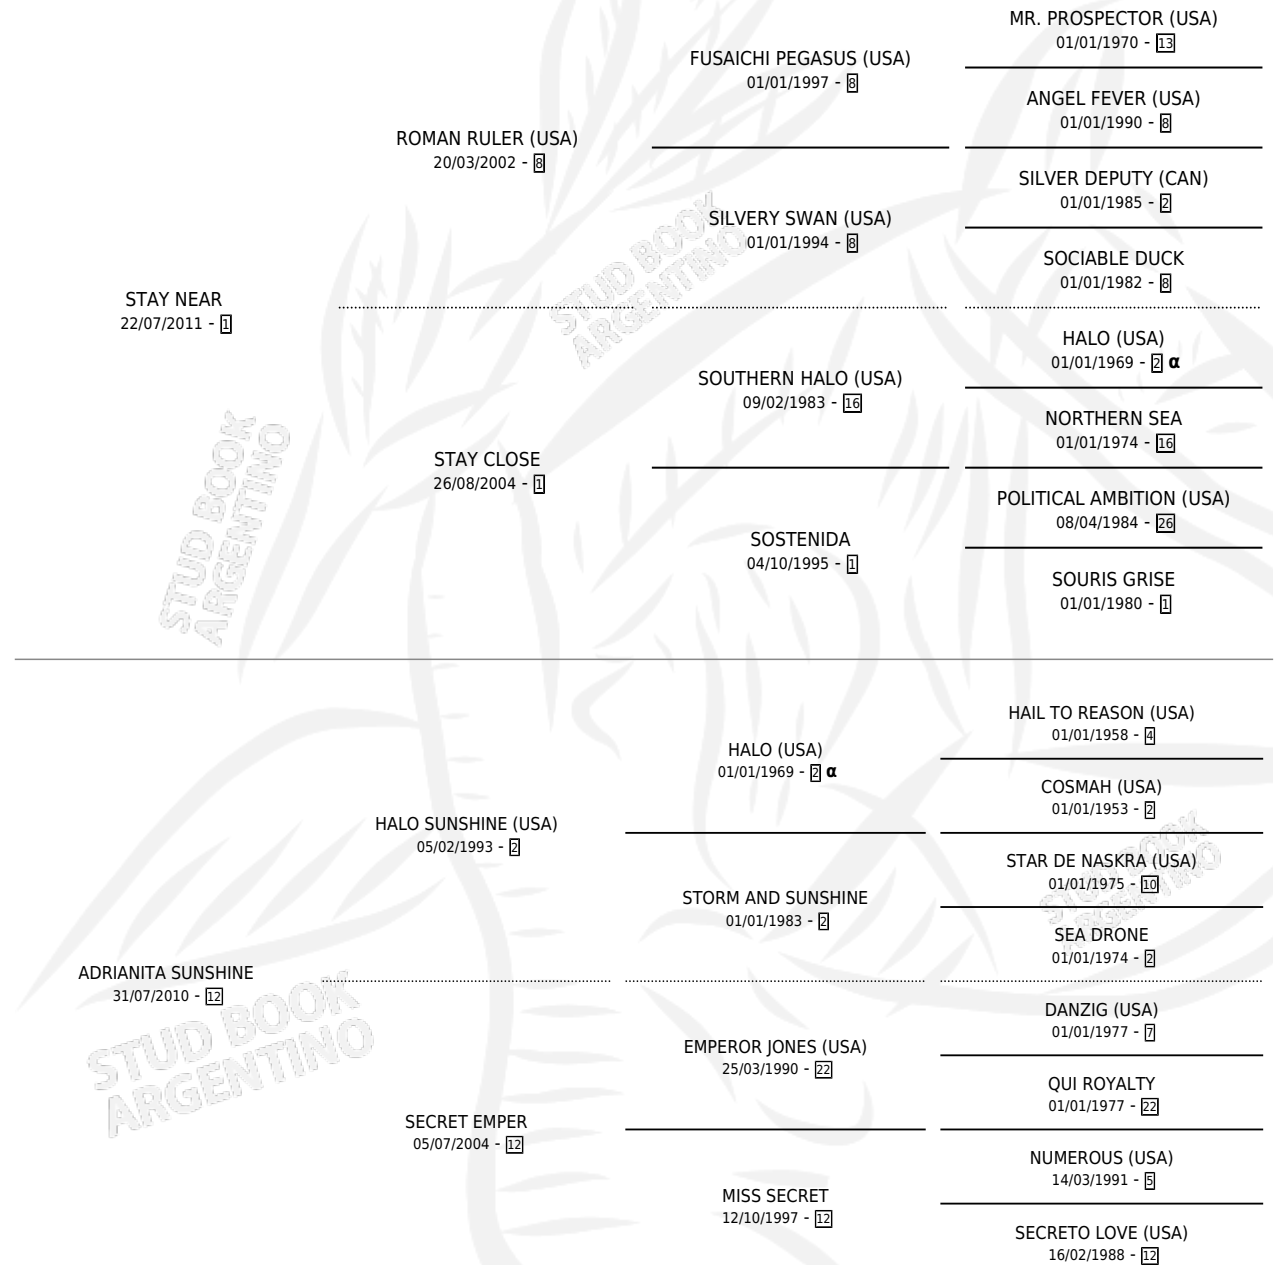 MR. PROSPECTOR (USA)
01/01/1970 - 13
FUSAICHI PEGASUS (USA)
01/01/1997 - 8
ANGEL FEVER (USA)
01/01/1990 - 8
ROMAN RULER (USA)
20/03/2002 - 8
SILVER DEPUTY (CAN)
01/01/1985 - 2
SILVERY SWAN (USA)
01/01/1994 - 8
SOCIABLE DUCK
01/01/1982 - 8
STAY NEAR
22/07/2011 - 1
HALO (USA)
01/01/1969 - 2 α
SOUTHERN HALO (USA)
09/02/1983 - 16
NORTHERN SEA
01/01/1974 - 16
STAY CLOSE
26/08/2004 - 1
POLITICAL AMBITION (USA)
08/04/1984 - 26
SOSTENIDA
04/10/1995 - 1
SOURIS GRISE
01/01/1980 - 1
HAIL TO REASON (USA)
01/01/1958 - 4
HALO (USA)
01/01/1969 - 2 α
COSMAH (USA)
01/01/1953 - 2
HALO SUNSHINE (USA)
05/02/1993 - 2
STAR DE NASKRA (USA)
01/01/1975 - 10
STORM AND SUNSHINE
01/01/1983 - 2
SEA DRONE
01/01/1974 - 2
ADRIANITA SUNSHINE
31/07/2010 - 12
DANZIG (USA)
01/01/1977 - 7
EMPEROR JONES (USA)
25/03/1990 - 22
QUI ROYALTY
01/01/1977 - 22
SECRET EMPER
05/07/2004 - 12
NUMEROUS (USA)
14/03/1991 - 5
MISS SECRET
12/10/1997 - 12
SECRETO LOVE (USA)
16/02/1988 - 12
STUD BOOK
ARGENTINO
STUD BOOK
ARGENTINO
STUD BOOK
ARGENTINO
STUD BOOK
ARGENTINO